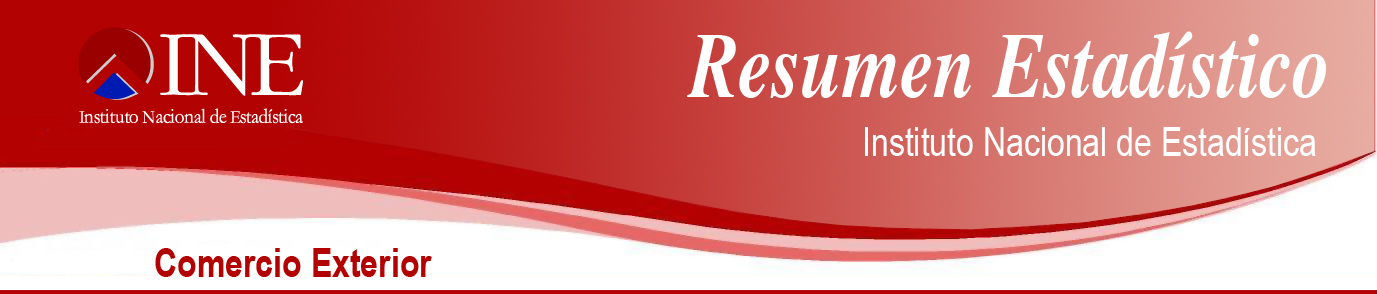 INE
Instituto Nacional de Estadística
Resumen Estadístico
Instituto Nacional de Estadística
Comercio Exterior